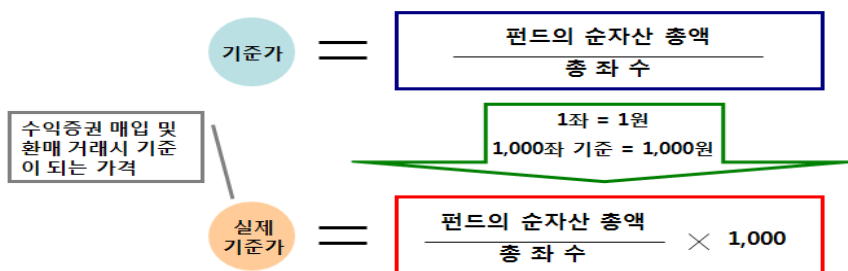 기준가
펀드의 순자산 총액
총 좌 수
수익증권 매입 및
환매 거래시 기준
이 되는 가격
1좌 = 1원
1,000좌 기준 = 1,000원
실제
기준가
펀드의 순자산 총액
총 좌 수
× 1,000